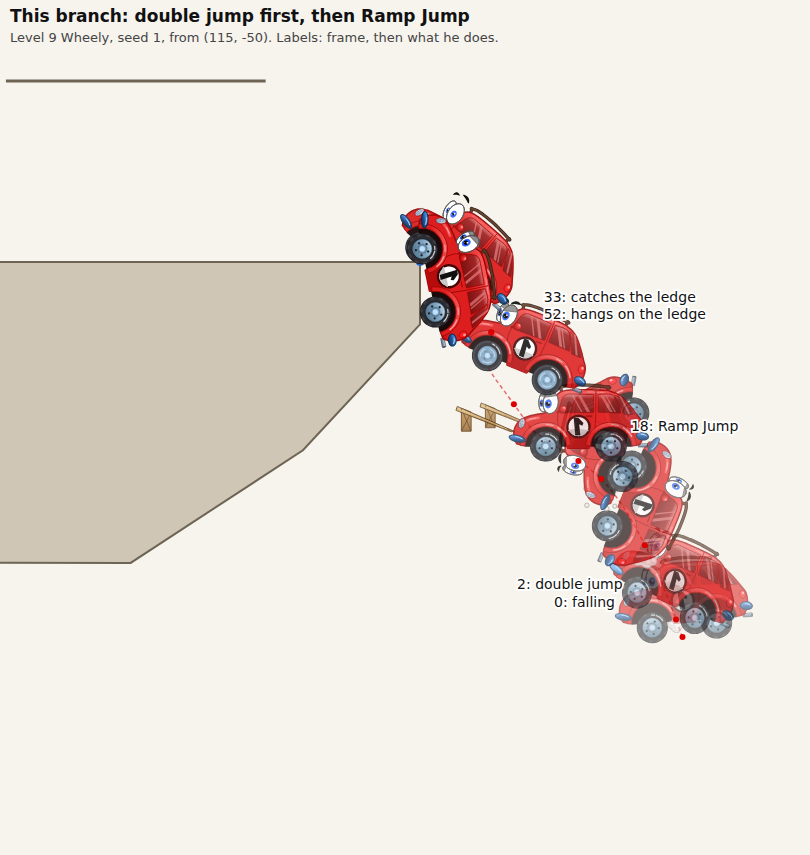 This branch: double jump first, then Ramp Jump
Level 9 Wheely, seed 1, from (115, -50). Labels: frame, then what he does.
33: catches the ledge
52: hangs on the ledge
18: Ramp Jump
2: double jump
0: falling